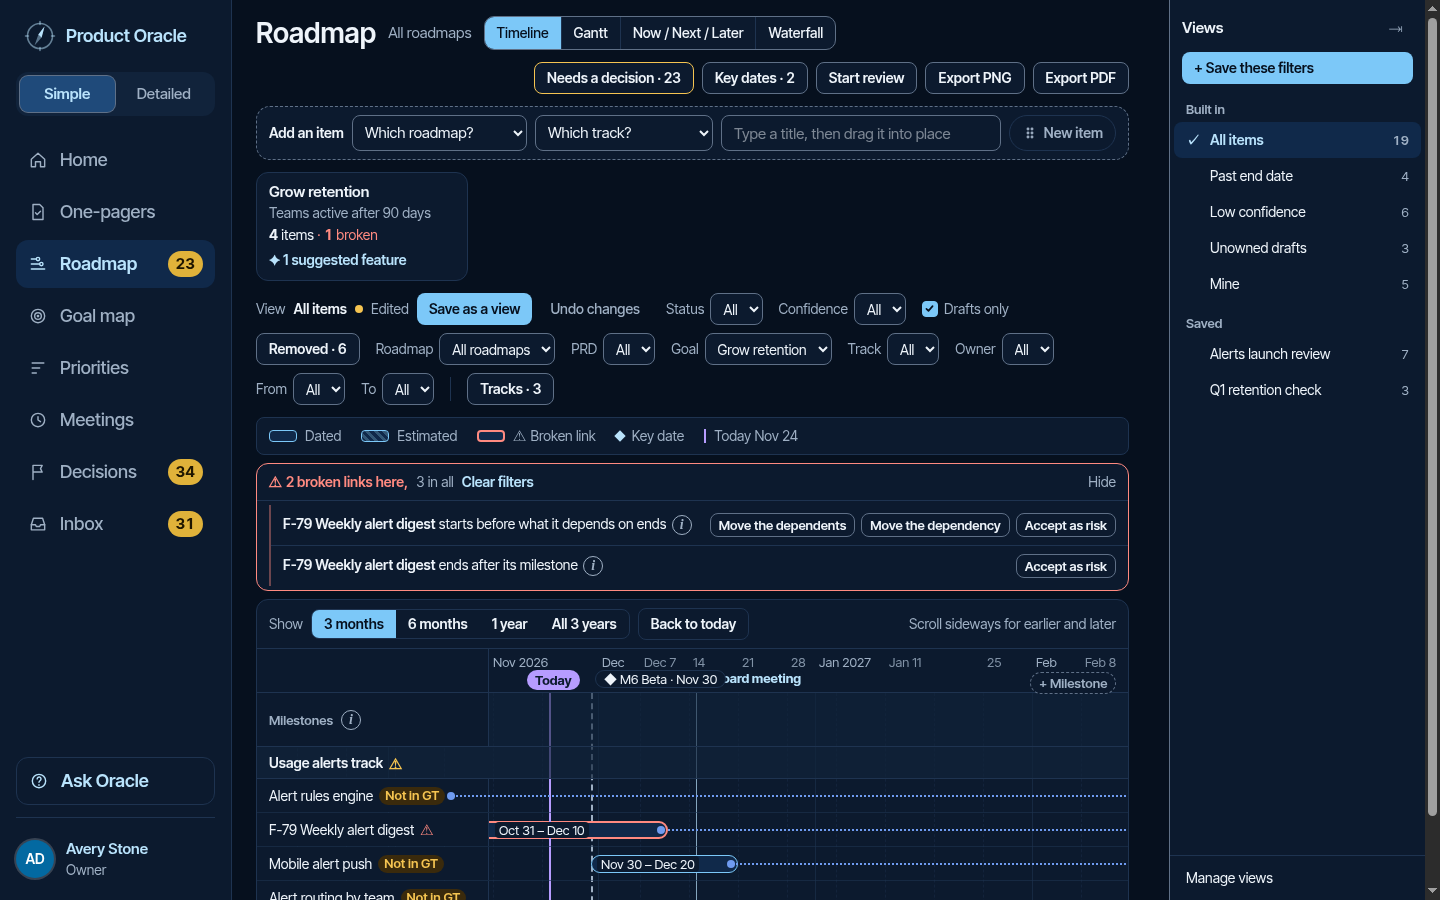 Product Oracle
Simple
Detailed
Home
One-pagers
Roadmap
23
Goal map
Priorities
Meetings
Decisions
34
Inbox
31
Ask Oracle
AD
Avery Stone
Owner
Roadmap
All roadmaps
Timeline
Gantt
Now / Next / Later
Waterfall
Needs a decision · 23
Key dates · 2
Start review
Export PNG
Export PDF
Add an item
Which roadmap?
Which track?
Type a title, then drag it into place
New item
Grow retention
Teams active after 90 days
4 items · 1 broken
1 suggested feature
View
All items
Edited
Save as a view
Undo changes
Status
All
Confidence
All
Drafts only
Removed · 6
Roadmap
All roadmaps
PRD
All
Goal
Grow retention
Track
All
Owner
All
From
All
To
All
Tracks · 3
Dated
Estimated
Broken link
Key date
Today Nov 24
2 broken links here,
3 in all
Clear filters
Hide
F-79 Weekly alert digest starts before what it depends on ends
Move the dependents
Move the dependency
Accept as risk
F-79 Weekly alert digest ends after its milestone
Accept as risk
Show
3 months
6 months
1 year
All 3 years
Back to today
Scroll sideways for earlier and later
Nov 2026
Dec
Dec 7
14
21
28
Jan 2027
Jan 11
25
Feb
Feb 8
Today
M6 Beta · Nov 30
oard meeting
+ Milestone
Milestones
Usage alerts track
Alert rules engine
Not in GT
F-79 Weekly alert digest
Oct 31 – Dec 10
Mobile alert push
Not in GT
Nov 30 – Dec 20
Alert routing by team
Not in GT
Views
+ Save these filters
Built in
All items
19
Past end date
4
Low confidence
6
Unowned drafts
3
Mine
5
Saved
Alerts launch review
7
Q1 retention check
3
Manage views